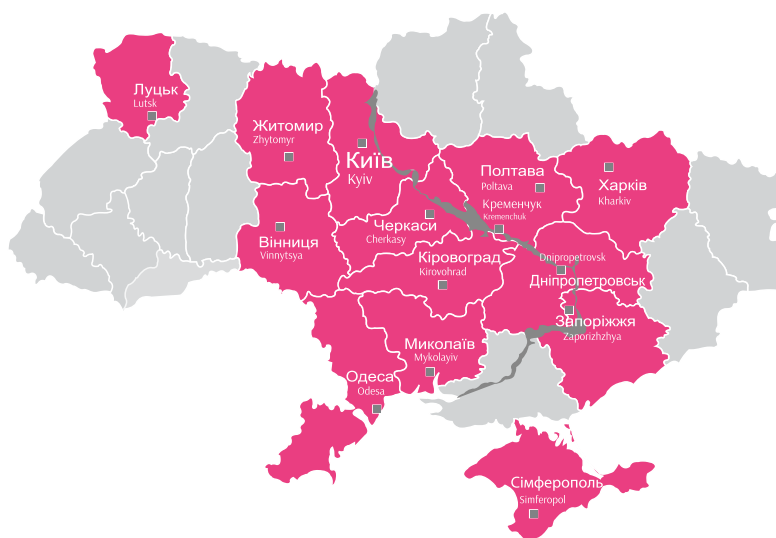 Луцьк
Lutsk
Житомир
Zhytomyr
Київ
Kyiv
Полтава
Poltava
Харків
Kharkiv
Кременчук
Kremenchuk
Черкаси
Cherkasy
Вінниця
Vinnytsya
Кіровоград
Kirovohrad
Dnipropetrovsk
Дніпропетровськ
Запоріжжя
Zaporizhzhya
Миколаїв
Mykolayiv
Одеса
Odesa
Сімферополь
Simferopol